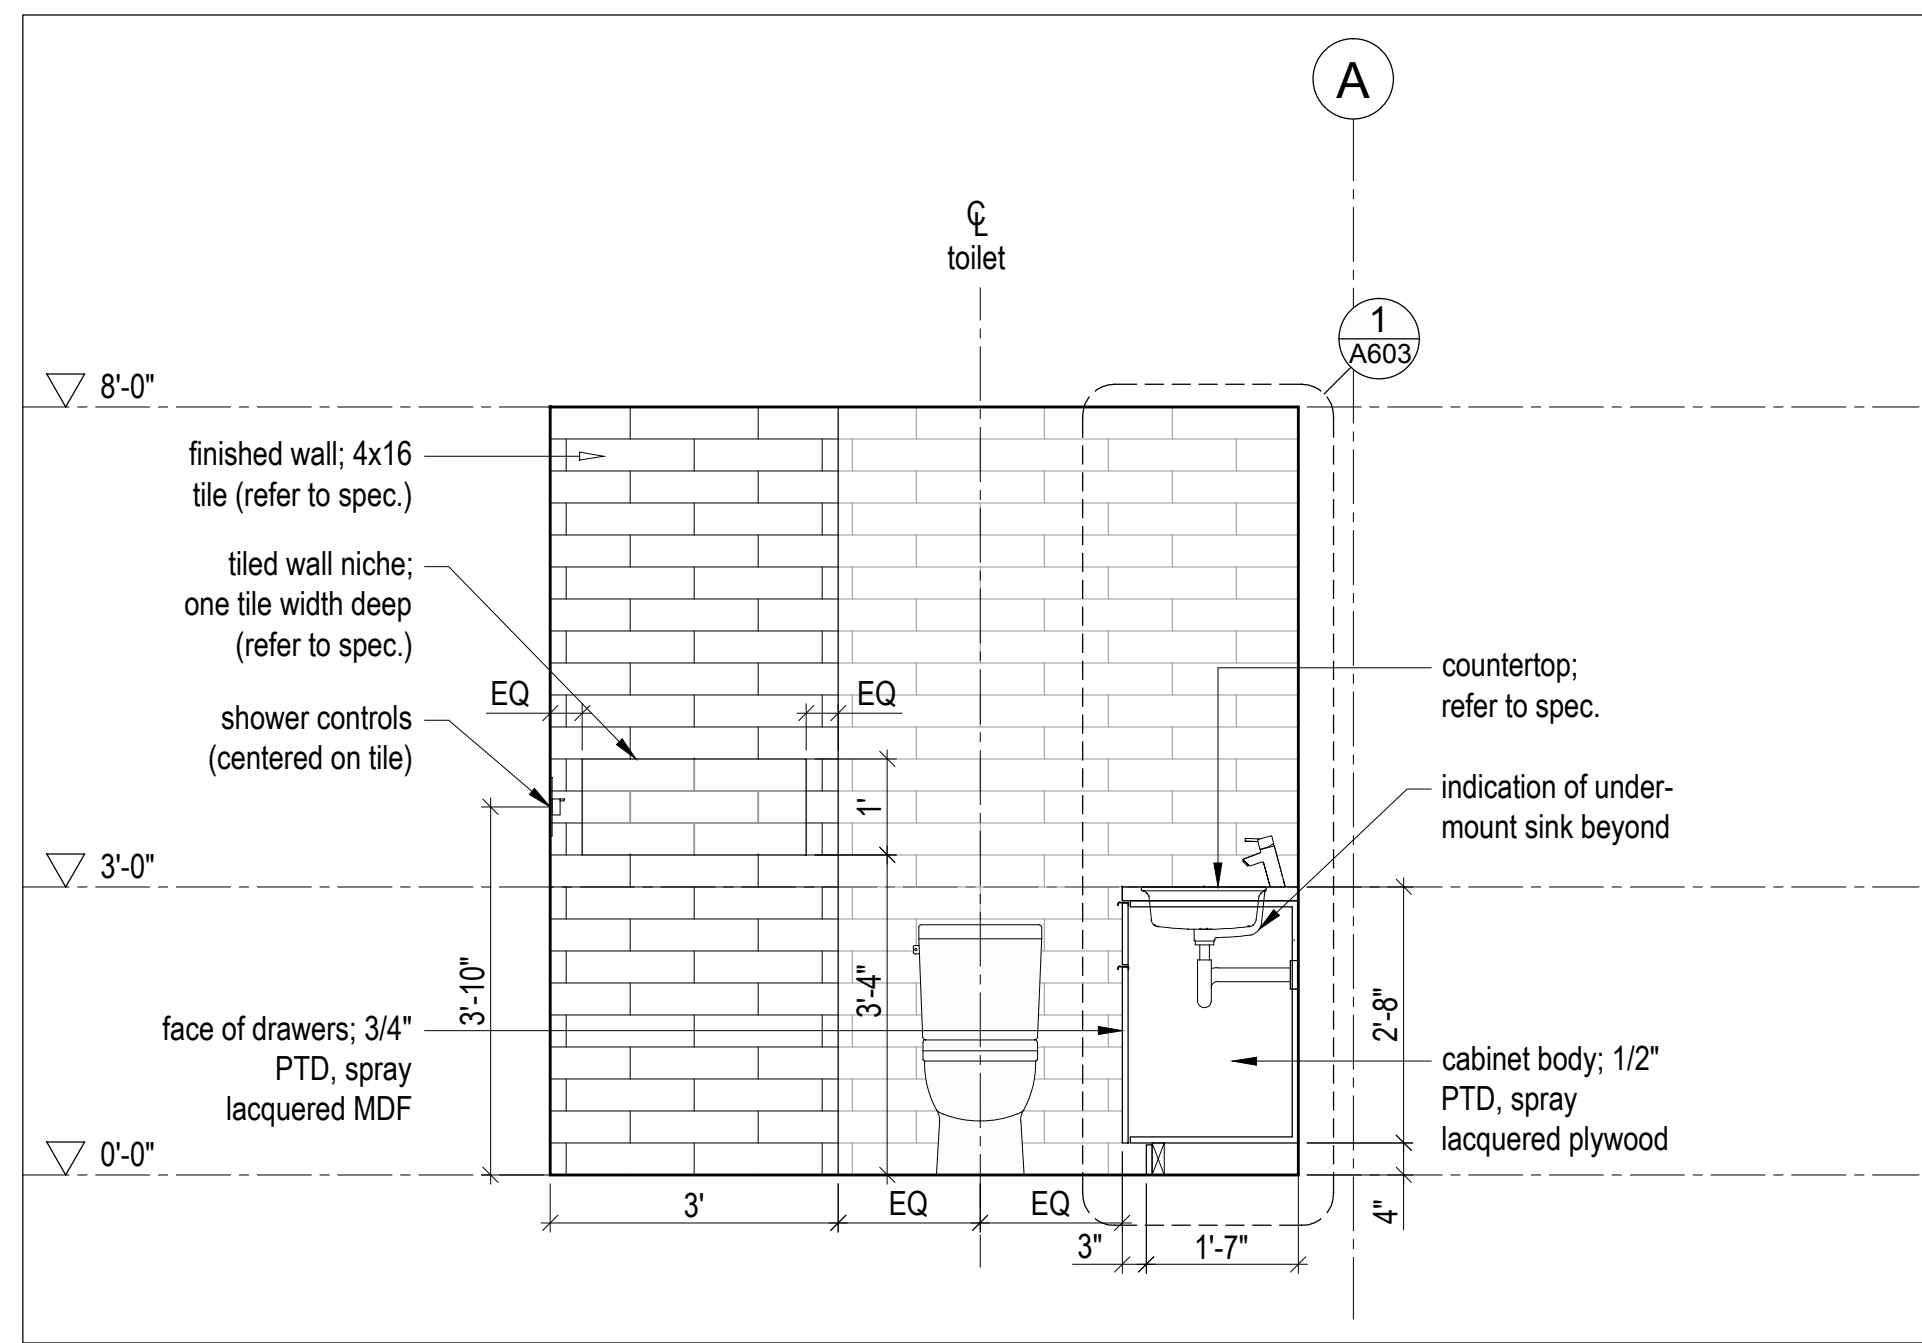 A
℄
toilet
1
A603
8'-0"
finished wall; 4x16
tile (refer to spec.)
tiled wall niche;
one tile width deep
(refer to spec.)
EQ
EQ
shower controls
(centered on tile)
countertop;
refer to spec.
1'
indication of under-
mount sink beyond
3'-0"
3'-10"
3'-4"
2'-8"
face of drawers; 3/4"
PTD, spray
lacquered MDF
cabinet body; 1/2"
PTD, spray
lacquered plywood
0'-0"
3'
EQ
EQ
4"
3"
1'-7"